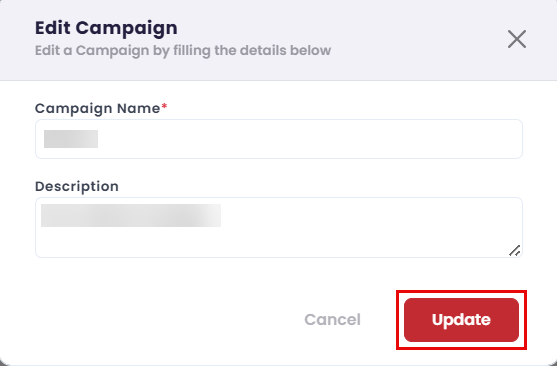 Edit Campaign
Edit a Campaign by filling the details below
Campaign Name*
Description
Cancel
Update